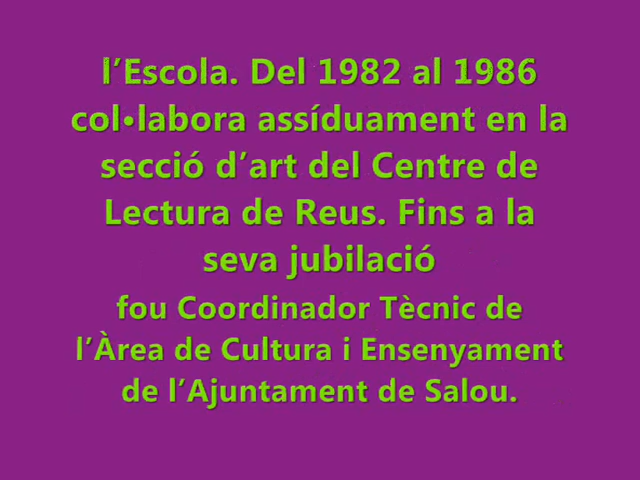 l’Escola. Del 1982 al 1986
col•labora assíduament en la
secció d’art del Centre de
Lectura de Reus. Fins a la
seva jubilació
fou Coordinador Tècnic de
l’Àrea de Cultura i Ensenyament
de l’Ajuntament de Salou.